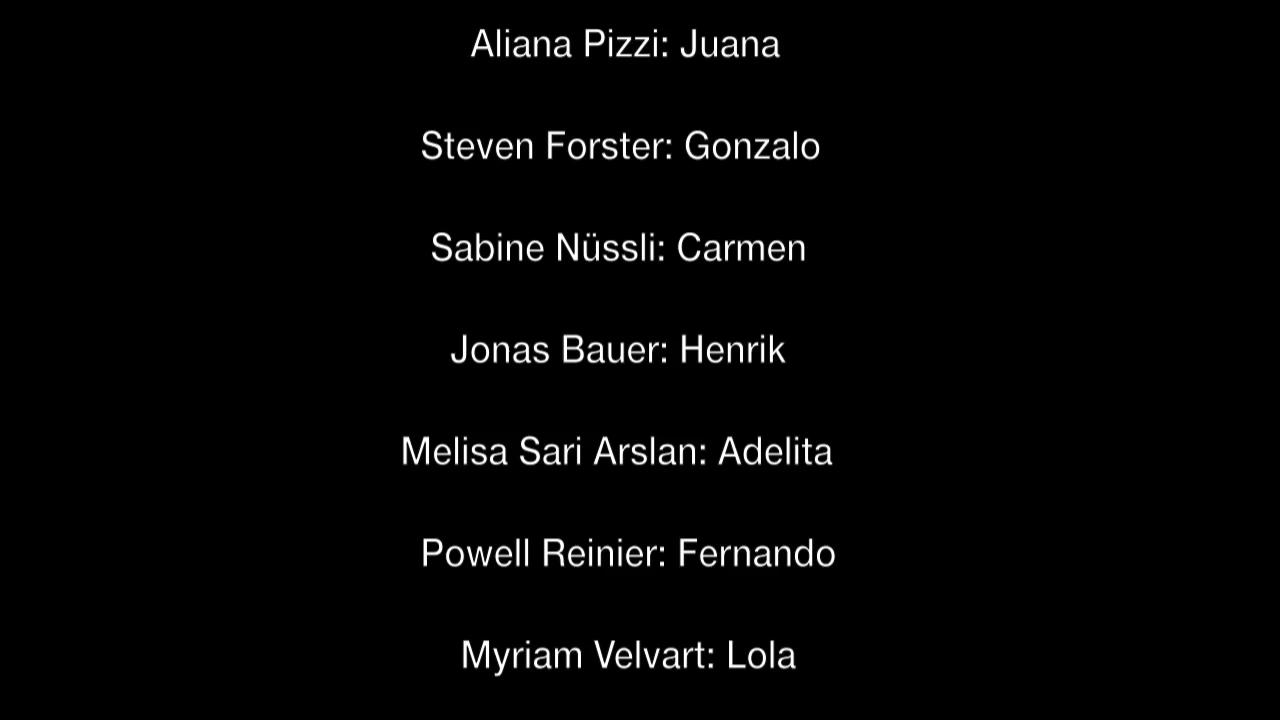 Aliana Pizzi: Juana
Steven Forster: Gonzalo
Sabine Nüssli: Carmen
Jonas Bauer: Henrik
Melisa Sari Arslan: Adelita
Powell Reinier: Fernando
Myriam Velvart: Lola